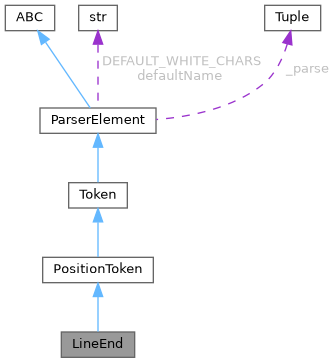 ABC
str
Tuple
DEFAULT_WHITE_CHARS
defaultName
_parse
ParserElement
Token
PositionToken
LineEnd